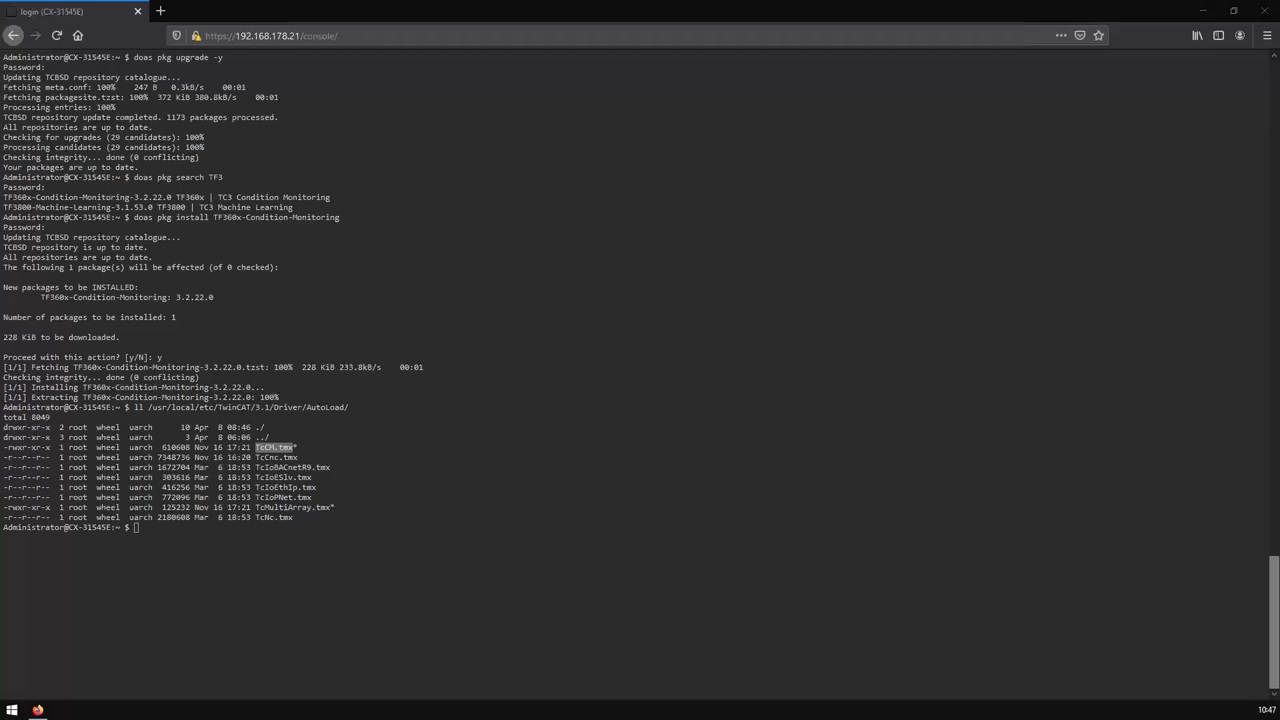 login (CX-31545E)
https://192.168.178.21/console/
Administrator@CX-31545E:~ $ doas pkg upgrade -y
Password:
Updating TCBSD repository catalogue...
Fetching meta.conf: 100%    247 B   0.3kB/s    00:01
Fetching packagesite.tzst: 100%  372 KiB 380.8kB/s    00:01
Processing entries: 100%
TCBSD repository update completed. 1173 packages processed.
All repositories are up to date.
Checking for upgrades (29 candidates): 100%
Processing candidates (29 candidates): 100%
Checking integrity... done (0 conflicting)
Your packages are up to date.
Administrator@CX-31545E:~ $ doas pkg search TF3
Password:
TF360x-Condition-Monitoring-3.2.22.0 TF360x | TC3 Condition Monitoring
TF3800-Machine-Learning-3.1.53.0 TF3800 | TC3 Machine Learning
Administrator@CX-31545E:~ $ doas pkg install TF360x-Condition-Monitoring
Password:
Updating TCBSD repository catalogue...
TCBSD repository is up to date.
All repositories are up to date.
The following 1 package(s) will be affected (of 0 checked):
New packages to be INSTALLED:
TF360x-Condition-Monitoring: 3.2.22.0
Number of packages to be installed: 1
228 KiB to be downloaded.
Proceed with this action? [y/N]: y
[1/1] Fetching TF360x-Condition-Monitoring-3.2.22.0.tzst: 100%  228 KiB 233.8kB/s    00:01
Checking integrity... done (0 conflicting)
[1/1] Installing TF360x-Condition-Monitoring-3.2.22.0...
[1/1] Extracting TF360x-Condition-Monitoring-3.2.22.0: 100%
Administrator@CX-31545E:~ $ ll /usr/local/etc/TwinCAT/3.1/Driver/AutoLoad/
total 8049
drwxr-xr-x  2 root  wheel  uarch      10 Apr  8 08:46 ./
drwxr-xr-x  3 root  wheel  uarch       3 Apr  8 06:06 ../
-rwxr-xr-x  1 root  wheel  uarch  610608 Nov 16 17:21 TcCM.tmx*
-r--r--r--  1 root  wheel  uarch 7348736 Nov 16 16:20 TcCnc.tmx
-r--r--r--  1 root  wheel  uarch 1672704 Mar  6 18:53 TcIoBACnetR9.tmx
-r--r--r--  1 root  wheel  uarch  303616 Mar  6 18:53 TcIoESlv.tmx
-r--r--r--  1 root  wheel  uarch  416256 Mar  6 18:53 TcIoEthIp.tmx
-r--r--r--  1 root  wheel  uarch  772096 Mar  6 18:53 TcIoPNet.tmx
-rwxr-xr-x  1 root  wheel  uarch  125232 Nov 16 17:21 TcMultiArray.tmx*
-r--r--r--  1 root  wheel  uarch 2180608 Mar  6 18:53 TcNc.tmx
Administrator@CX-31545E:~ $
10:47